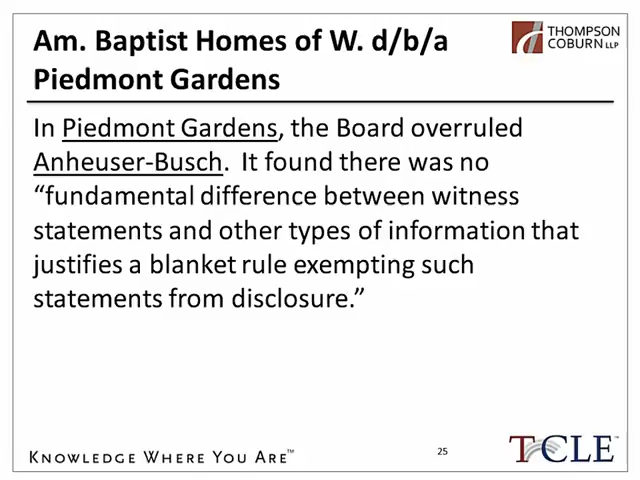 Am. Baptist Homes of W. d/b/a
Piedmont Gardens
THOMPSON
COBURN LLP
In Piedmont Gardens, the Board overruled
Anheuser-Busch.  It found there was no
“fundamental difference between witness
statements and other types of information that
justifies a blanket rule exempting such
statements from disclosure.”
KNOWLEDGE WHERE YOU ARE™
25
TCLE™